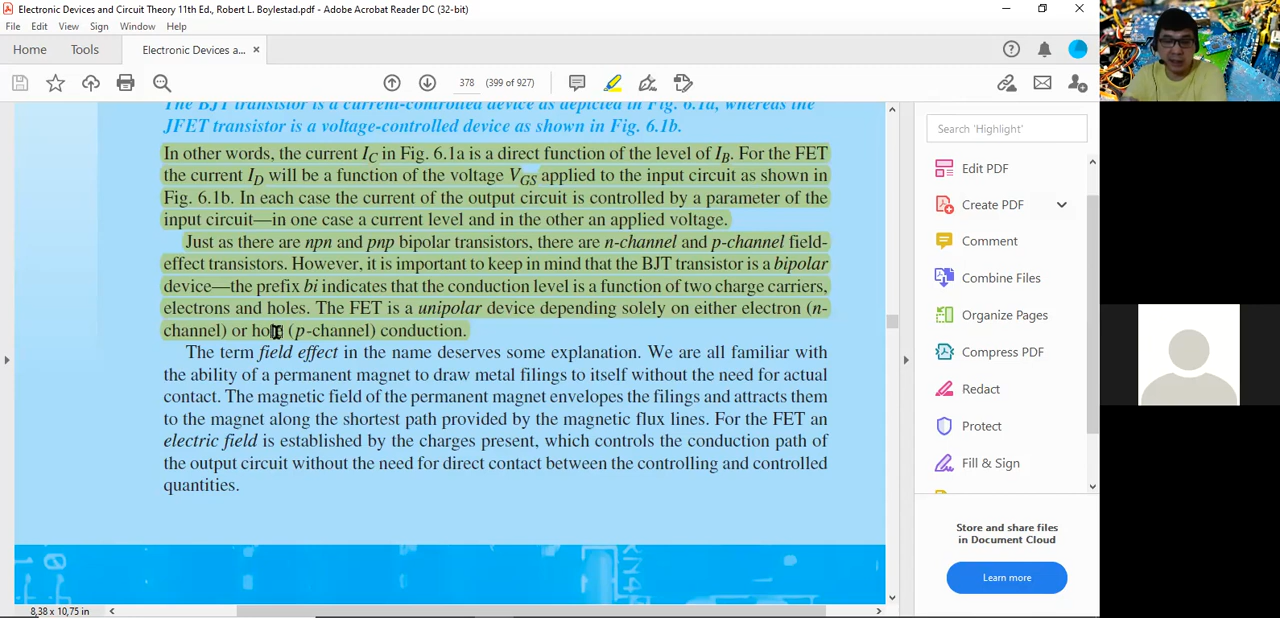 Electronic Devices and Circuit Theory 11th Ed., Robert L. Boylestad.pdf - Adobe Acrobat Reader DC (32-bit)
File Edit View Sign Window Help
Home Tools Electronic Devices a... ×
378 (399 of 927)
The BJT transistor is a current-controlled device as depicted in Fig. 6.1a, whereas the
JFET transistor is a voltage-controlled device as shown in Fig. 6.1b.
In other words, the current IC in Fig. 6.1a is a direct function of the level of IB. For the FET
the current ID will be a function of the voltage VGS applied to the input circuit as shown in
Fig. 6.1b. In each case the current of the output circuit is controlled by a parameter of the
input circuit—in one case a current level and in the other an applied voltage.
Just as there are npn and pnp bipolar transistors, there are n-channel and p-channel field-
effect transistors. However, it is important to keep in mind that the BJT transistor is a bipolar
device—the prefix bi indicates that the conduction level is a function of two charge carriers,
electrons and holes. The FET is a unipolar device depending solely on either electron (n-
channel) or hole (p-channel) conduction.
The term field effect in the name deserves some explanation. We are all familiar with
the ability of a permanent magnet to draw metal filings to itself without the need for actual
contact. The magnetic field of the permanent magnet envelopes the filings and attracts them
to the magnet along the shortest path provided by the magnetic flux lines. For the FET an
electric field is established by the charges present, which controls the conduction path of
the output circuit without the need for direct contact between the controlling and controlled
quantities.
8,38 x 10,75 in
Search 'Highlight'
Edit PDF
Create PDF
Comment
Combine Files
Organize Pages
Compress PDF
Redact
Protect
Fill & Sign
Store and share files
in Document Cloud
Learn more